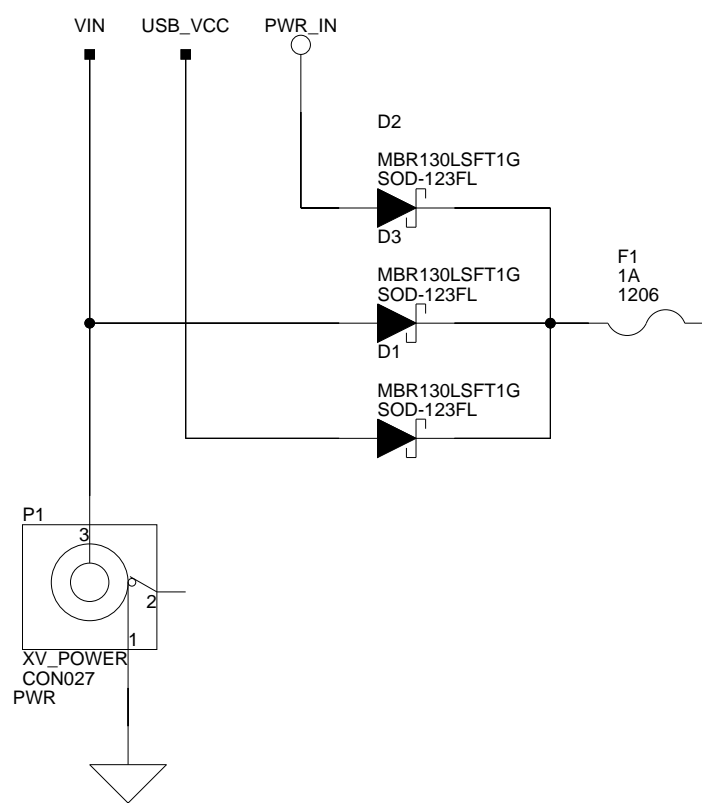 VIN
USB_VCC
PWR_IN
D2
MBR130LSFT1G
SOD-123FL
D3
MBR130LSFT1G
SOD-123FL
D1
MBR130LSFT1G
SOD-123FL
F1
1A
1206
P1
3
2
1
XV_POWER
CON027
PWR